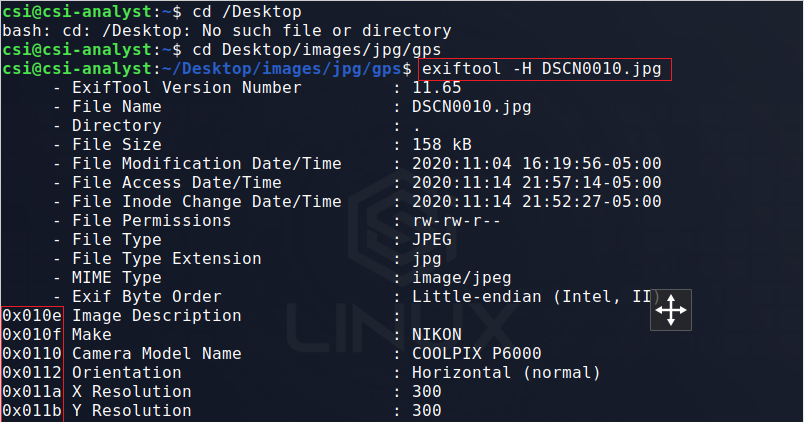 csi@csi-analyst:~$ cd /Desktop
bash: cd: /Desktop: No such file or directory
csi@csi-analyst:~$ cd Desktop/images/jpg/gps
csi@csi-analyst:~/Desktop/images/jpg/gps$ exiftool -H DSCN0010.jpg
- ExifTool Version Number : 11.65
- File Name : DSCN0010.jpg
- Directory : .
- File Size : 158 kB
- File Modification Date/Time : 2020:11:04 16:19:56-05:00
- File Access Date/Time : 2020:11:14 21:57:14-05:00
- File Inode Change Date/Time : 2020:11:14 21:52:27-05:00
- File Permissions : rw-rw-r--
- File Type : JPEG
- File Type Extension : jpg
- MIME Type : image/jpeg
- Exif Byte Order : Little-endian (Intel, II)
0x010e Image Description :
0x010f Make : NIKON
0x0110 Camera Model Name : COOLPIX P6000
0x0112 Orientation : Horizontal (normal)
0x011a X Resolution : 300
0x011b Y Resolution : 300
LINUX